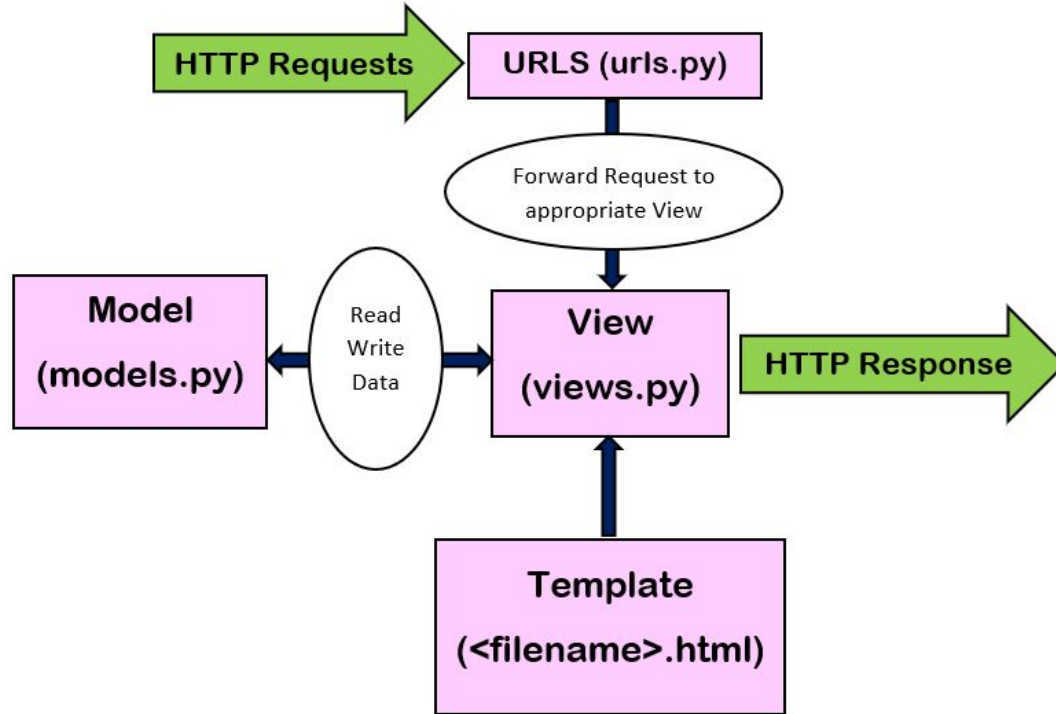 HTTP Requests
URLS (urls.py)
Forward Request to
appropriate View
Model
(models.py)
Read
Write
Data
View
(views.py)
HTTP Response
Template
(<filename>.html)